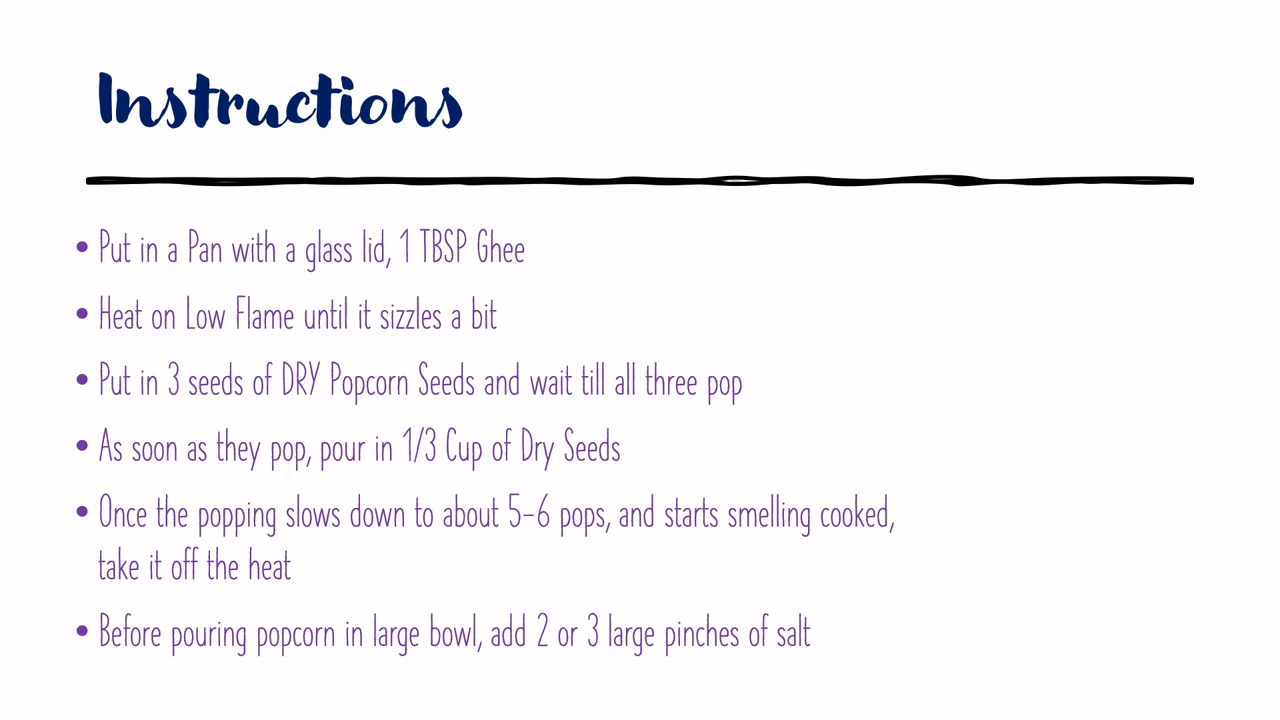 Instructions
• Put in a Pan with a glass lid, 1 TBSP Ghee
• Heat on Low Flame until it sizzles a bit
• Put in 3 seeds of DRY Popcorn Seeds and wait till all three pop
• As soon as they pop, pour in 1/3 Cup of Dry Seeds
• Once the popping slows down to about 5-6 pops, and starts smelling cooked,
take it off the heat
• Before pouring popcorn in large bowl, add 2 or 3 large pinches of salt